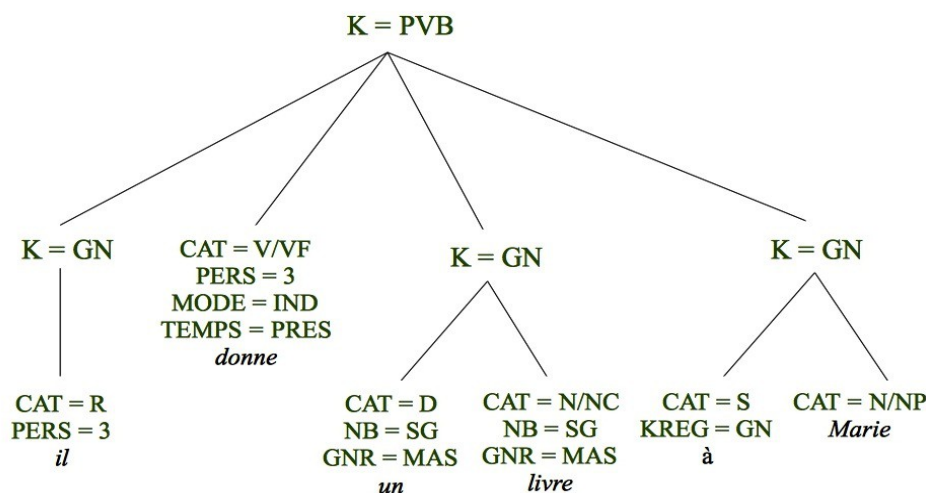 K = PVB
K = GN
CAT = V/VF
PERS = 3
MODE = IND
TEMPS = PRES
donne
K = GN
K = GN
CAT = R
PERS = 3
il
CAT = D
NB = SG
GNR = MAS
un
CAT = N/NC
NB = SG
GNR = MAS
livre
CAT = S
KREG = GN
à
CAT = N/NP
Marie